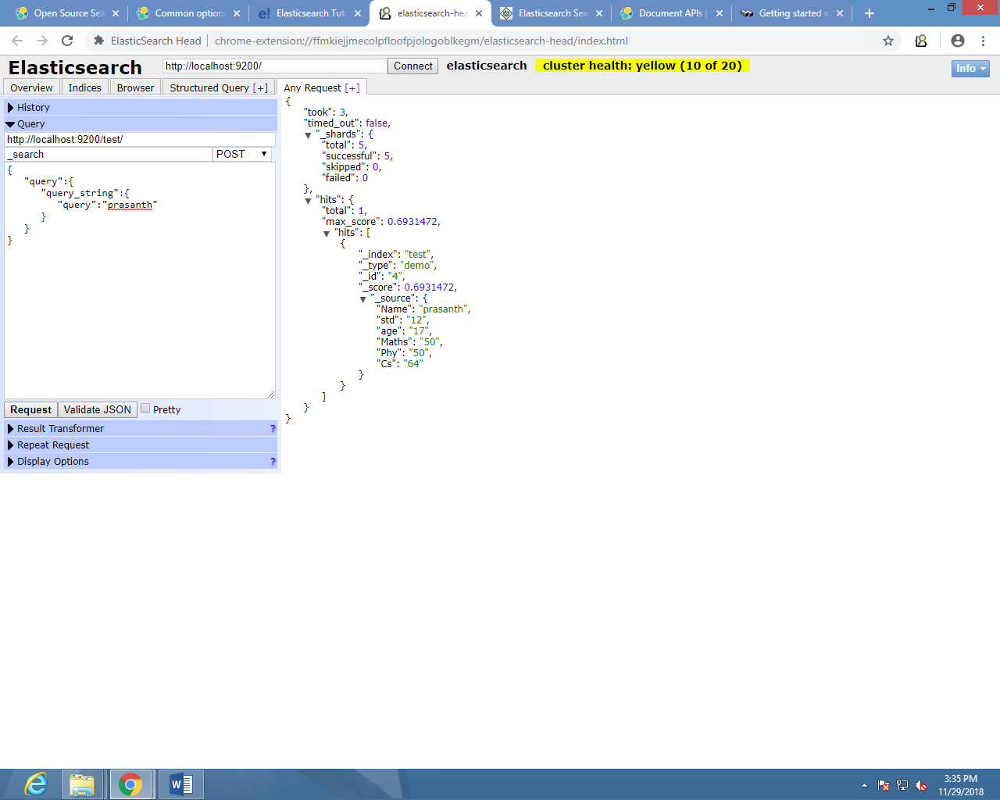 Open Source Sea
Common options
Elasticsearch Tuto
elasticsearch-hea
Elasticsearch Sea
Document APIs |
Getting started w
ElasticSearch Head
chrome-extension://ffmkiejjmecolpfloofpjologoblkegm/elasticsearch-head/index.html
Elasticsearch
http://localhost:9200/
Connect
elasticsearch
cluster health: yellow (10 of 20)
Info
Overview
Indices
Browser
Structured Query [+]
Any Request [+]
History
Query
http://localhost:9200/test/
_search
POST
{
"query":{
"query_string":{
"query":"prasanth"
}
}
}
Request
Validate JSON
Pretty
Result Transformer ?
Repeat Request
Display Options ?
{
"took": 3,
"timed_out": false,
"_shards": {
"total": 5,
"successful": 5,
"skipped": 0,
"failed": 0
},
"hits": {
"total": 1,
"max_score": 0.6931472,
"hits": [
{
"_index": "test",
"_type": "demo",
"_id": "4",
"_score": 0.6931472,
"_source": {
"Name": "prasanth",
"std": "12",
"age": "17",
"Maths": "50",
"Phy": "50",
"Cs": "64"
}
}
]
}
}
3:35 PM
11/29/2018